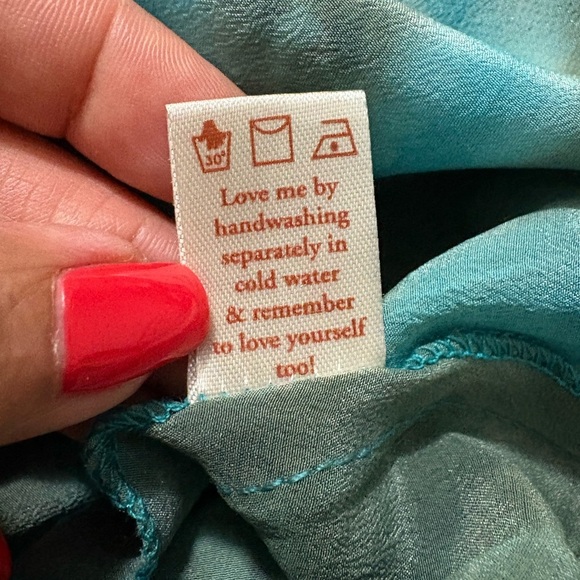 30°
Love me by
handwashing
separately in
cold water
& remember
to love yourself
too!